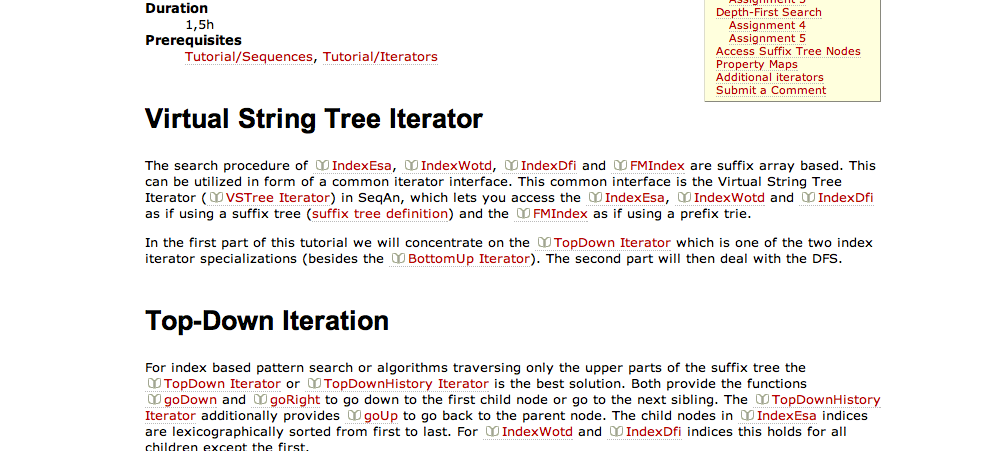 Duration
1,5h
Prerequisites
Tutorial/Sequences, Tutorial/Iterators
Assignment 3
Depth-First Search
Assignment 4
Assignment 5
Access Suffix Tree Nodes
Property Maps
Additional iterators
Submit a Comment
Virtual String Tree Iterator
The search procedure of IndexEsa, IndexWotd, IndexDfi and FMIndex are suffix array based. This
can be utilized in form of a common iterator interface. This common interface is the Virtual String Tree
Iterator ( VSTree Iterator) in SeqAn, which lets you access the IndexEsa, IndexWotd and IndexDfi
as if using a suffix tree (suffix tree definition) and the FMIndex as if using a prefix trie.
In the first part of this tutorial we will concentrate on the TopDown Iterator which is one of the two index
iterator specializations (besides the BottomUp Iterator). The second part will then deal with the DFS.
Top-Down Iteration
For index based pattern search or algorithms traversing only the upper parts of the suffix tree the
TopDown Iterator or TopDownHistory Iterator is the best solution. Both provide the functions
goDown and goRight to go down to the first child node or go to the next sibling. The TopDownHistory
Iterator additionally provides goUp to go back to the parent node. The child nodes in IndexEsa indices
are lexicographically sorted from first to last. For IndexWotd and IndexDfi indices this holds for all
children except the first.